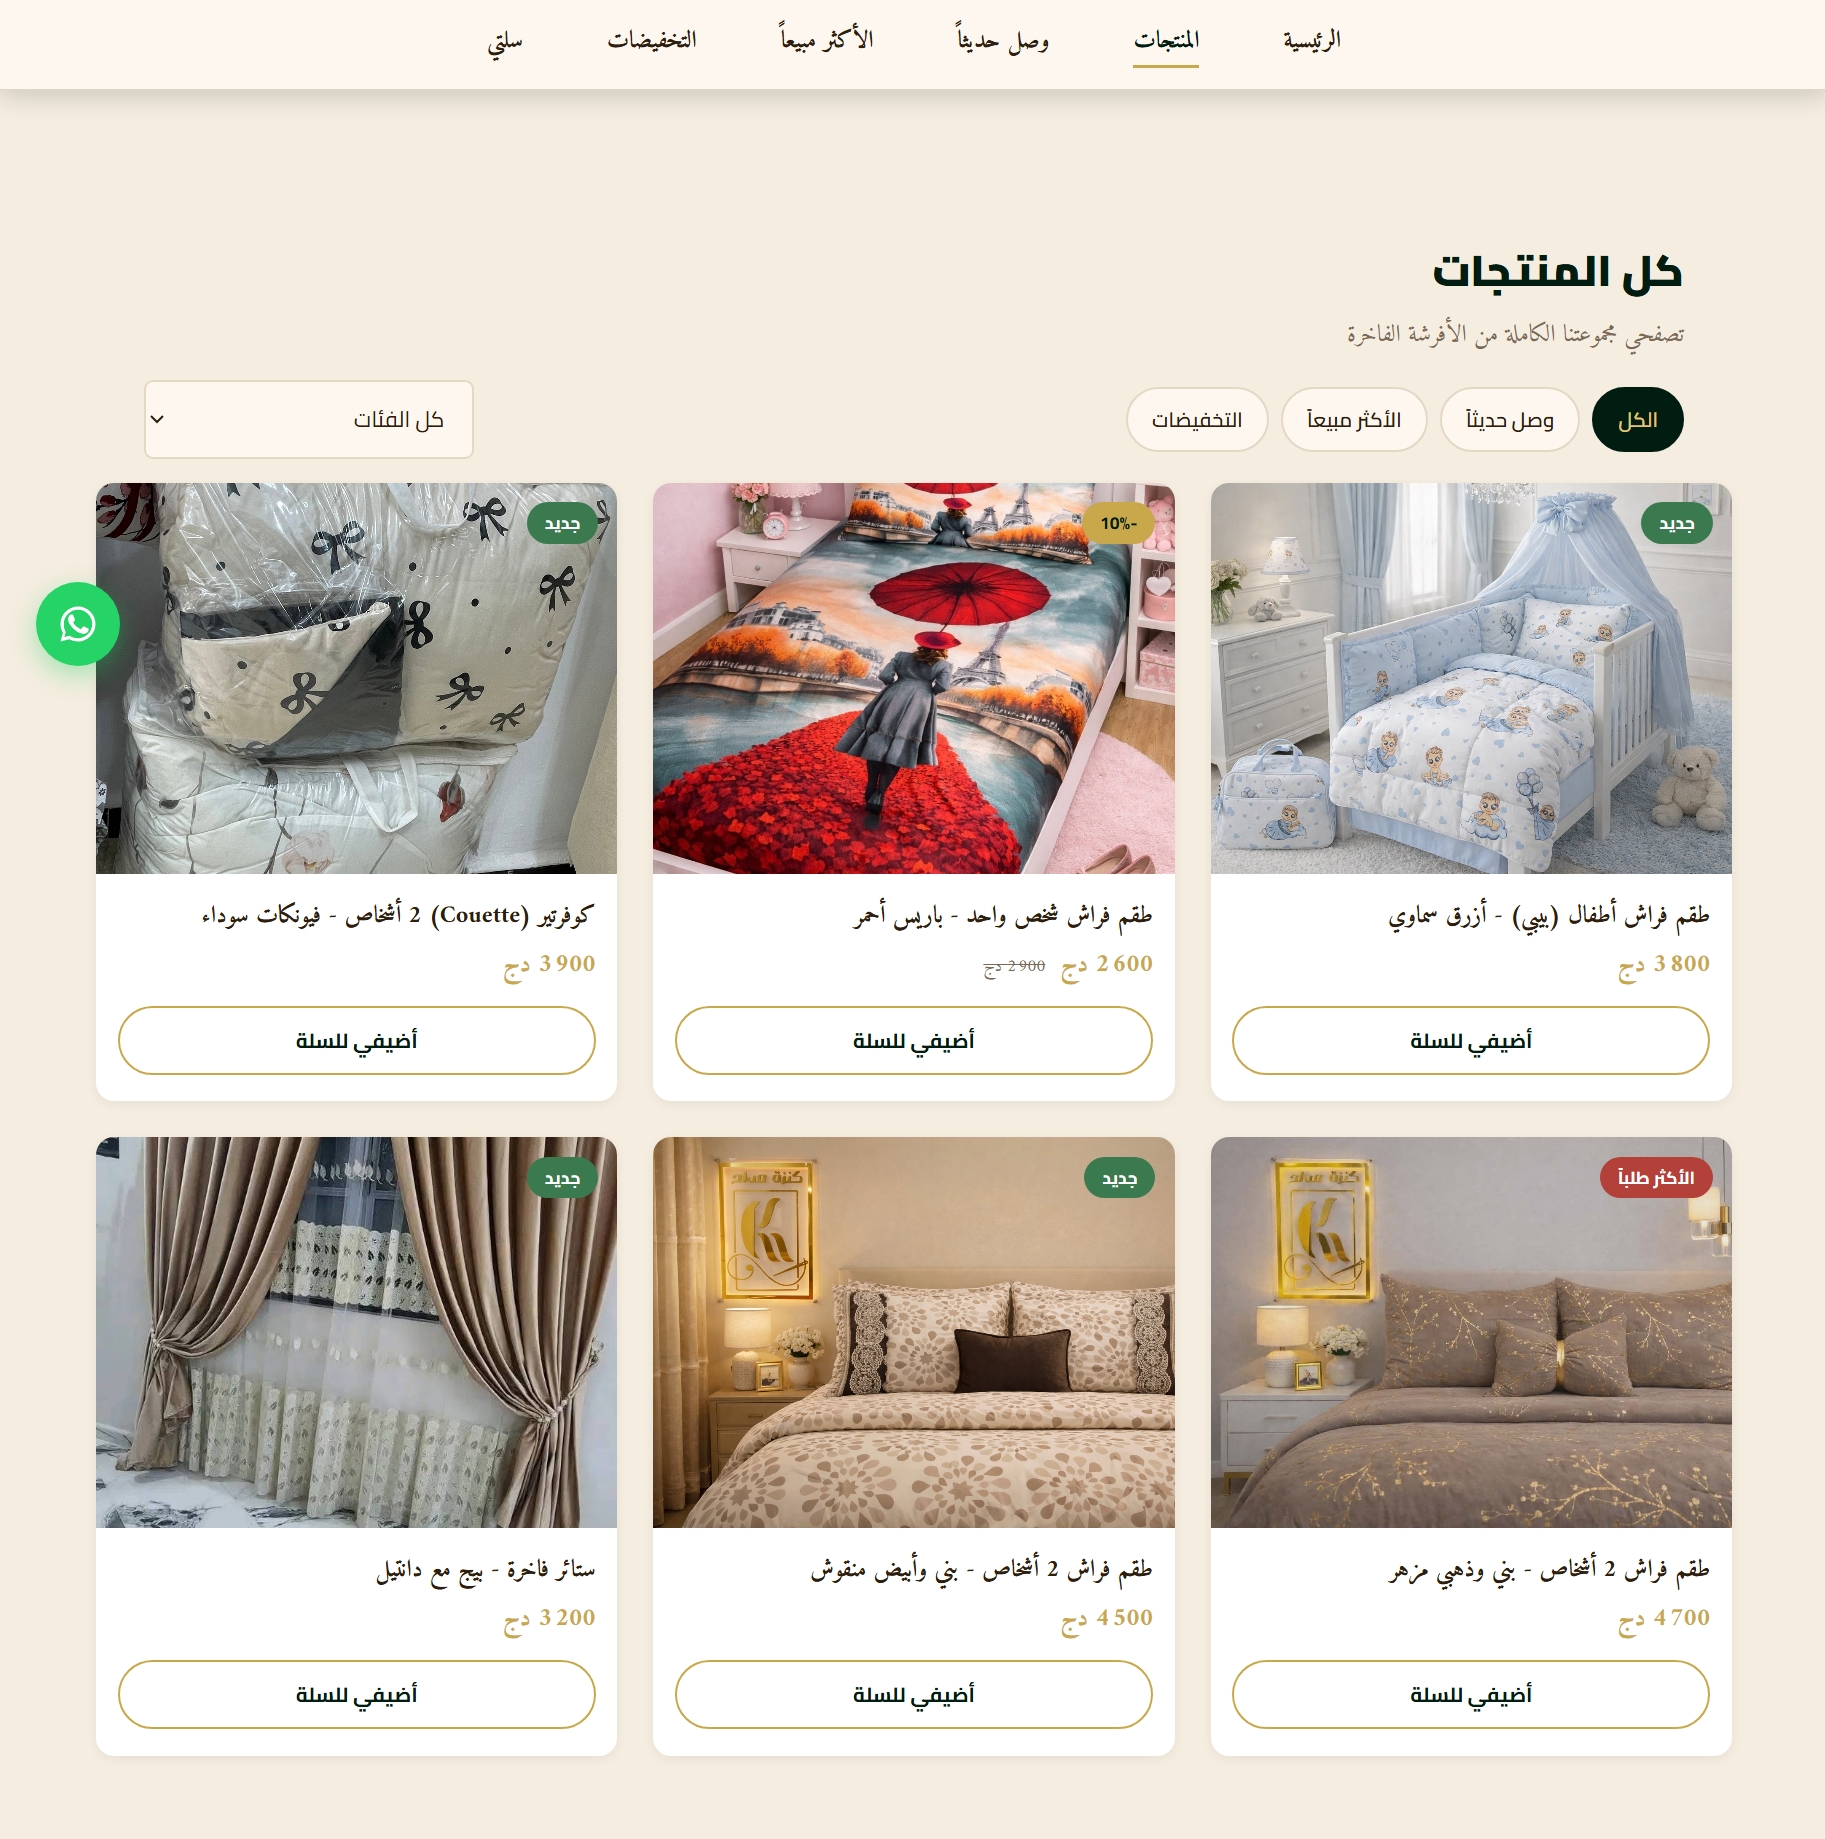 الرئيسية
المنتجات
وصل حديثاً
الأكثر مبيعاً
التخفيضات
سلتي
كل المنتجات
تصفحي مجموعتنا الكاملة من الأفرشة الفاخرة
الكل
وصل حديثاً
الأكثر مبيعاً
التخفيضات
كل الفئات
جديد
طقم فراش أطفال (بيبي) - أزرق سماوي
3 800 دج
أضيفي للسلة
-10%
طقم فراش شخص واحد - باريس أحمر
2 600 دج 2 900 دج
أضيفي للسلة
جديد
كوفرتير (Couette) 2 أشخاص - فيونكات سوداء
3 900 دج
أضيفي للسلة
الأكثر طلباً
طقم فراش 2 أشخاص - بني وذهبي مزهر
4 700 دج
أضيفي للسلة
جديد
طقم فراش 2 أشخاص - بني وأبيض منقوش
4 500 دج
أضيفي للسلة
جديد
ستائر فاخرة - بيج مع دانتيل
3 200 دج
أضيفي للسلة